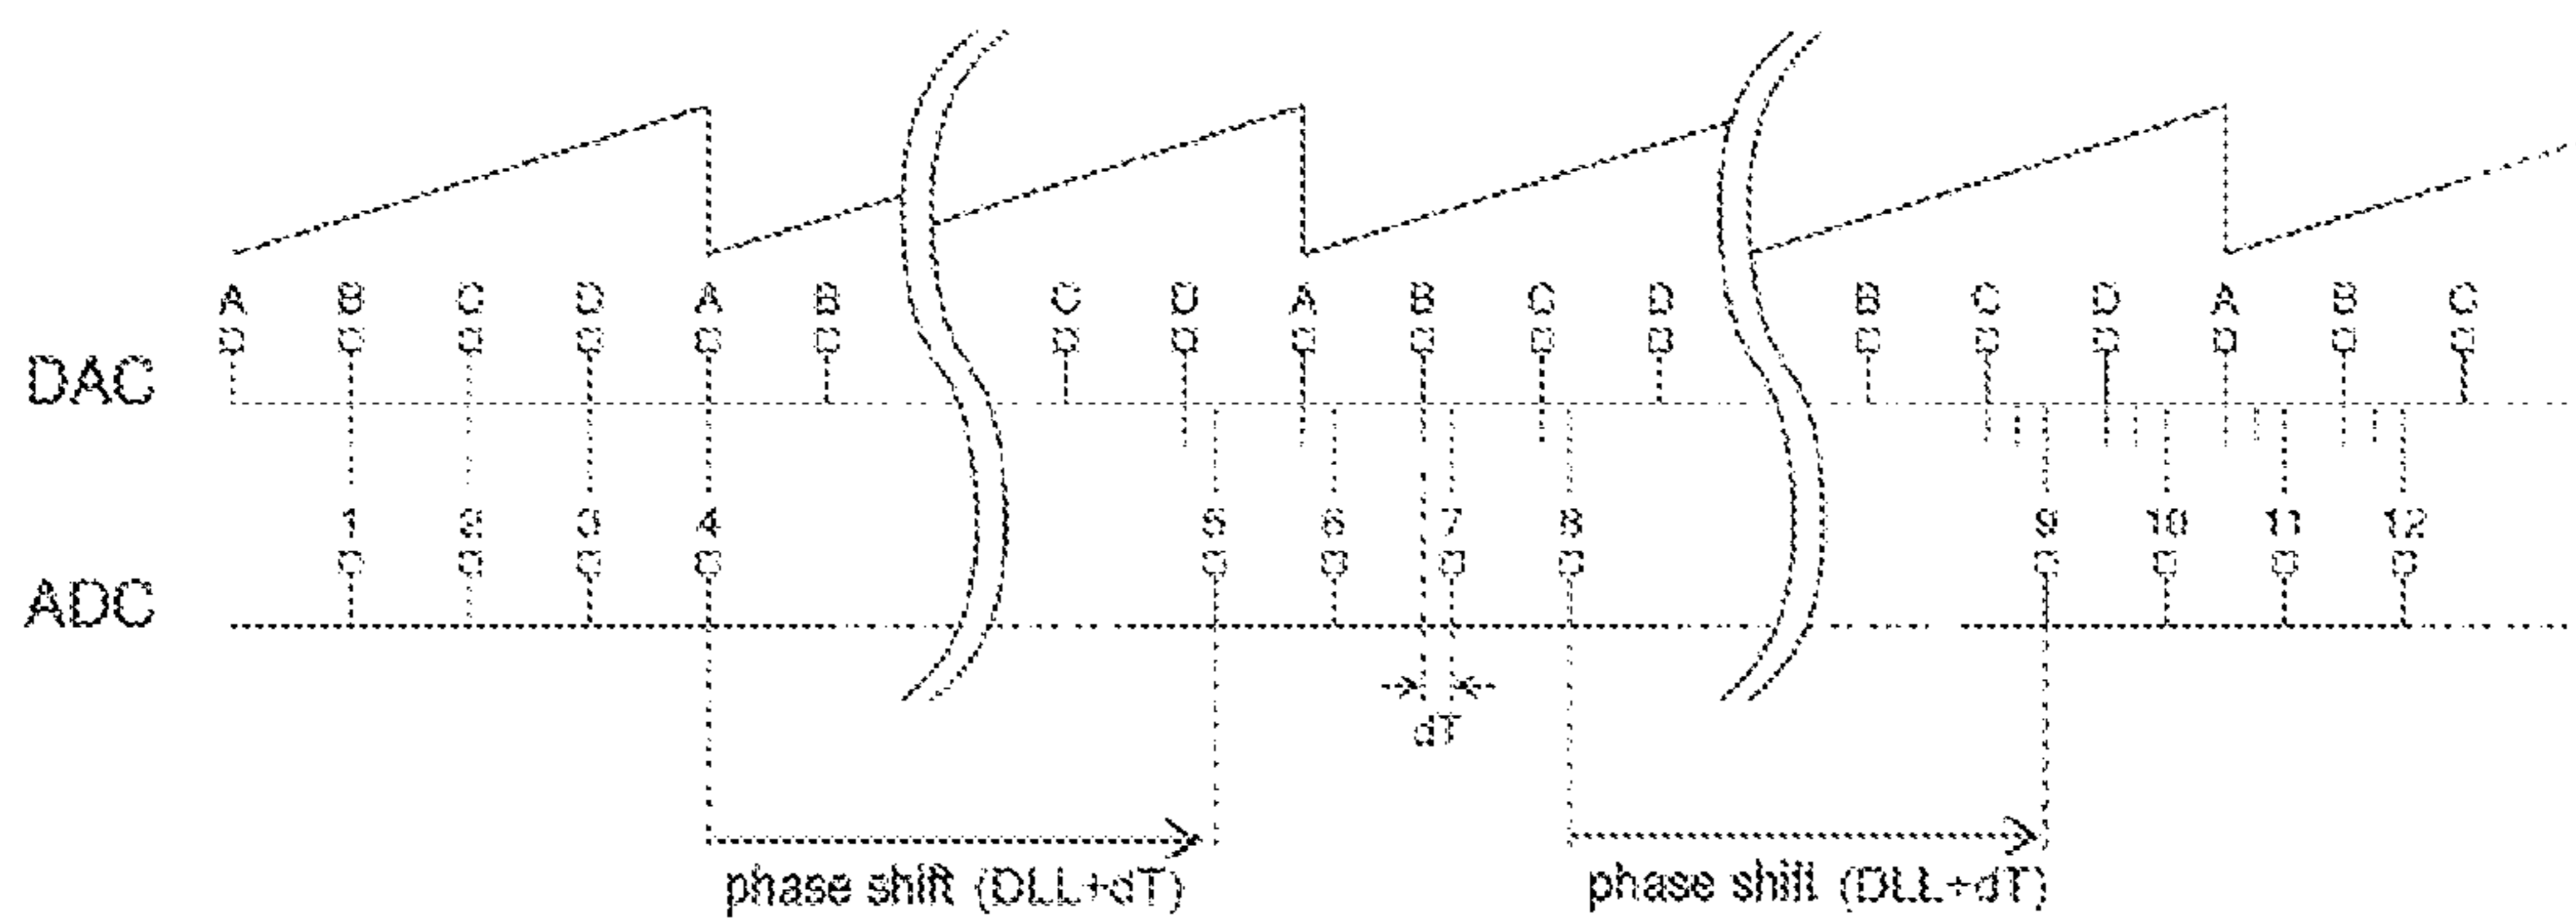 A B C D A B C D A B C D B C D A B C
DAC
1 2 3 4 5 6 7 8 9 10 11 12
ADC
dT
phase shift (DLL+dT) phase shift (DLL+dT)